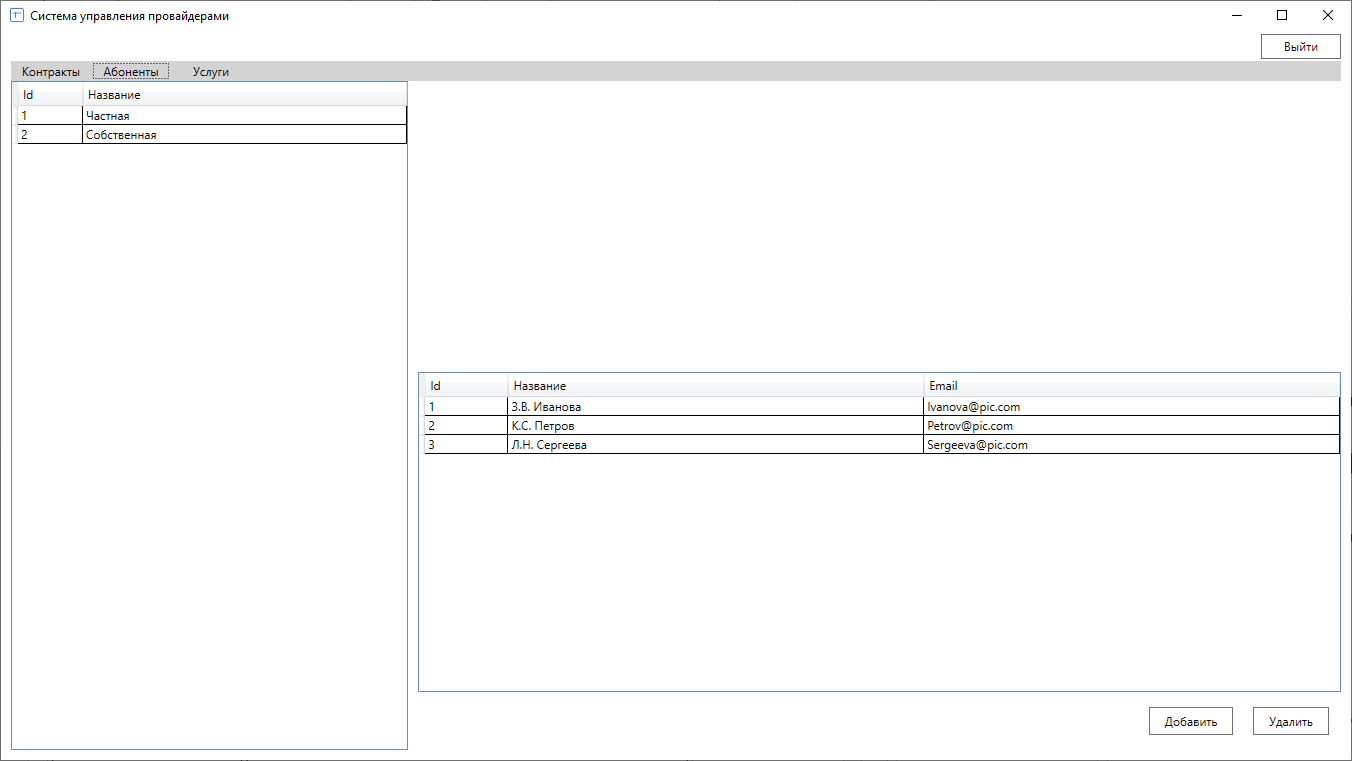 Система управления провайдерами
Выйти
Контракты Абоненты Услуги
Id Название
1 Частная
2 Собственная
Id Название Email
1 З.В. Иванова Ivanova@pic.com
2 К.С. Петров Petrov@pic.com
3 Л.Н. Сергеева Sergeeva@pic.com
Добавить Удалить